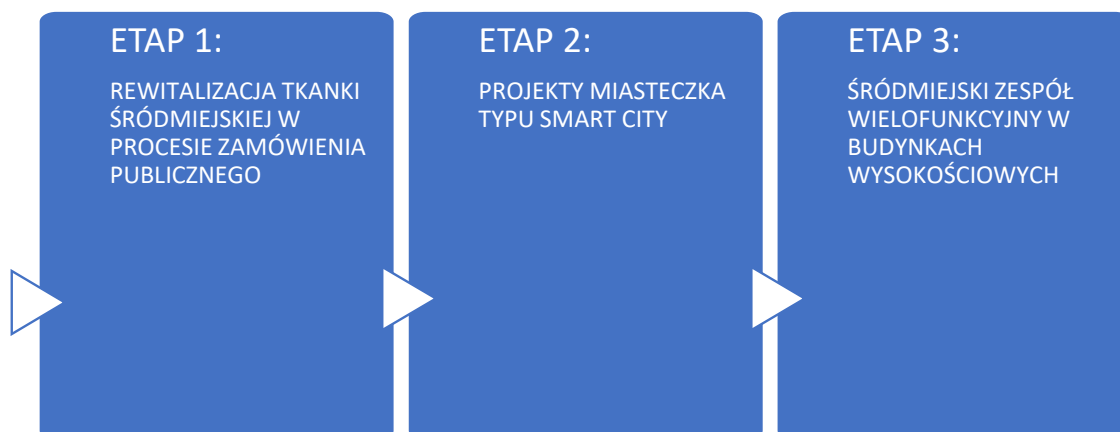 ETAP 1:
REWITALIZACJA TKANKI
ŚRÓDMIEJSKIEJ W
PROCESIE ZAMÓWIENIA
PUBLICZNEGO
ETAP 2:
PROJEKTY MIASTECZKA
TYPU SMART CITY
ETAP 3:
ŚRÓDMIEJSKI ZESPÓŁ
WIELOFUNKCYJNY W
BUDYNKACH
WYSOKOŚCIOWYCH